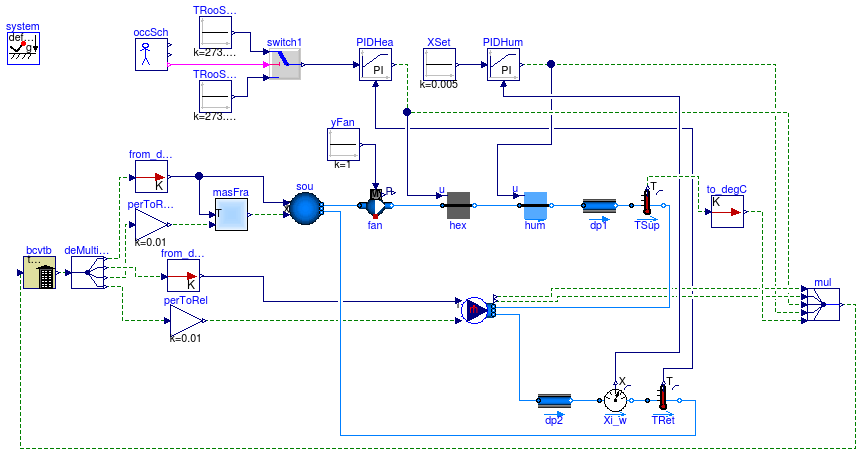 system
def...
g
occSch
TRooS...
k=273....
TRooS...
k=273....
switch1
PIDHea
PI
XSet
k=0.005
PIDHum
PI
yFan
k=1
from_d...
K
perToR...
k=0.01
masFra
T
sou
M
P
fan
u
hex
u
hum
dp1
T
TSup
to_degC
K
bcvtb
t...
deMulti...
from_d...
K
perToRel
k=0.01
m
mul
dp2
X
Xi_w
T
TRet